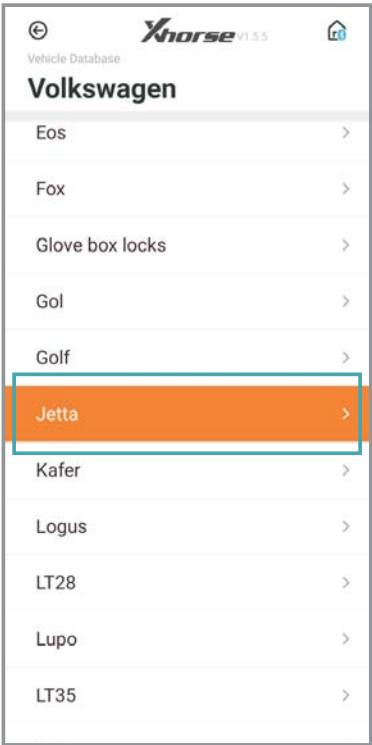 Xhorse V1.5.5
Vehicle Database
Volkswagen
Eos
Fox
Glove box locks
Gol
Golf
Jetta
Kafer
Logus
LT28
Lupo
LT35